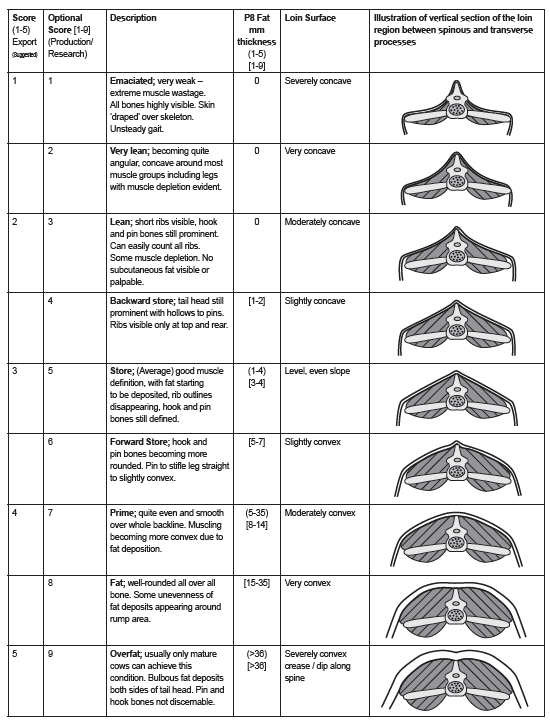 Score
(1-5)
Export
(Suggested)
Optional
Score [1-9]
(Production/
Research)
Description
P8 Fat
mm
thickness
(1-5)
[1-9]
Loin Surface
Illustration of vertical section of the loin
region between spinous and transverse
processes
1
1
Emaciated; very weak –
extreme muscle wastage.
All bones highly visible. Skin
'draped' over skeleton.
Unsteady gait.
0
Severely concave
2
Very lean; becoming quite
angular, concave around most
muscle groups including legs
with muscle depletion evident.
0
Very concave
2
3
Lean; short ribs visible, hook
and pin bones still prominent.
Can easily count all ribs.
Some muscle depletion. No
subcutaneous fat visible or
palpable.
0
Moderately concave
4
Backward store; tail head still
prominent with hollows to pins.
Ribs visible only at top and rear.
[1-2]
Slightly concave
3
5
Store; (Average) good muscle
definition, with fat starting
to be deposited, rib outlines
disappearing, hook and pin
bones still defined.
(1-4)
[3-4]
Level, even slope
6
Forward Store; hook and
pin bones becoming more
rounded. Pin to stifle leg straight
to slightly convex.
[5-7]
Slightly convex
4
7
Prime; quite even and smooth
over whole backline. Muscling
becoming more convex due to
fat deposition.
(5-35)
[8-14]
Moderately convex
8
Fat; well-rounded all over all
bone. Some unevenness of
fat deposits appearing around
rump area.
[15-35]
Very convex
5
9
Overfat; usually only mature
cows can achieve this
condition. Bulbous fat deposits
both sides of tail head. Pin and
hook bones not discernable.
(>36)
[>36]
Severely convex
crease / dip along
spine